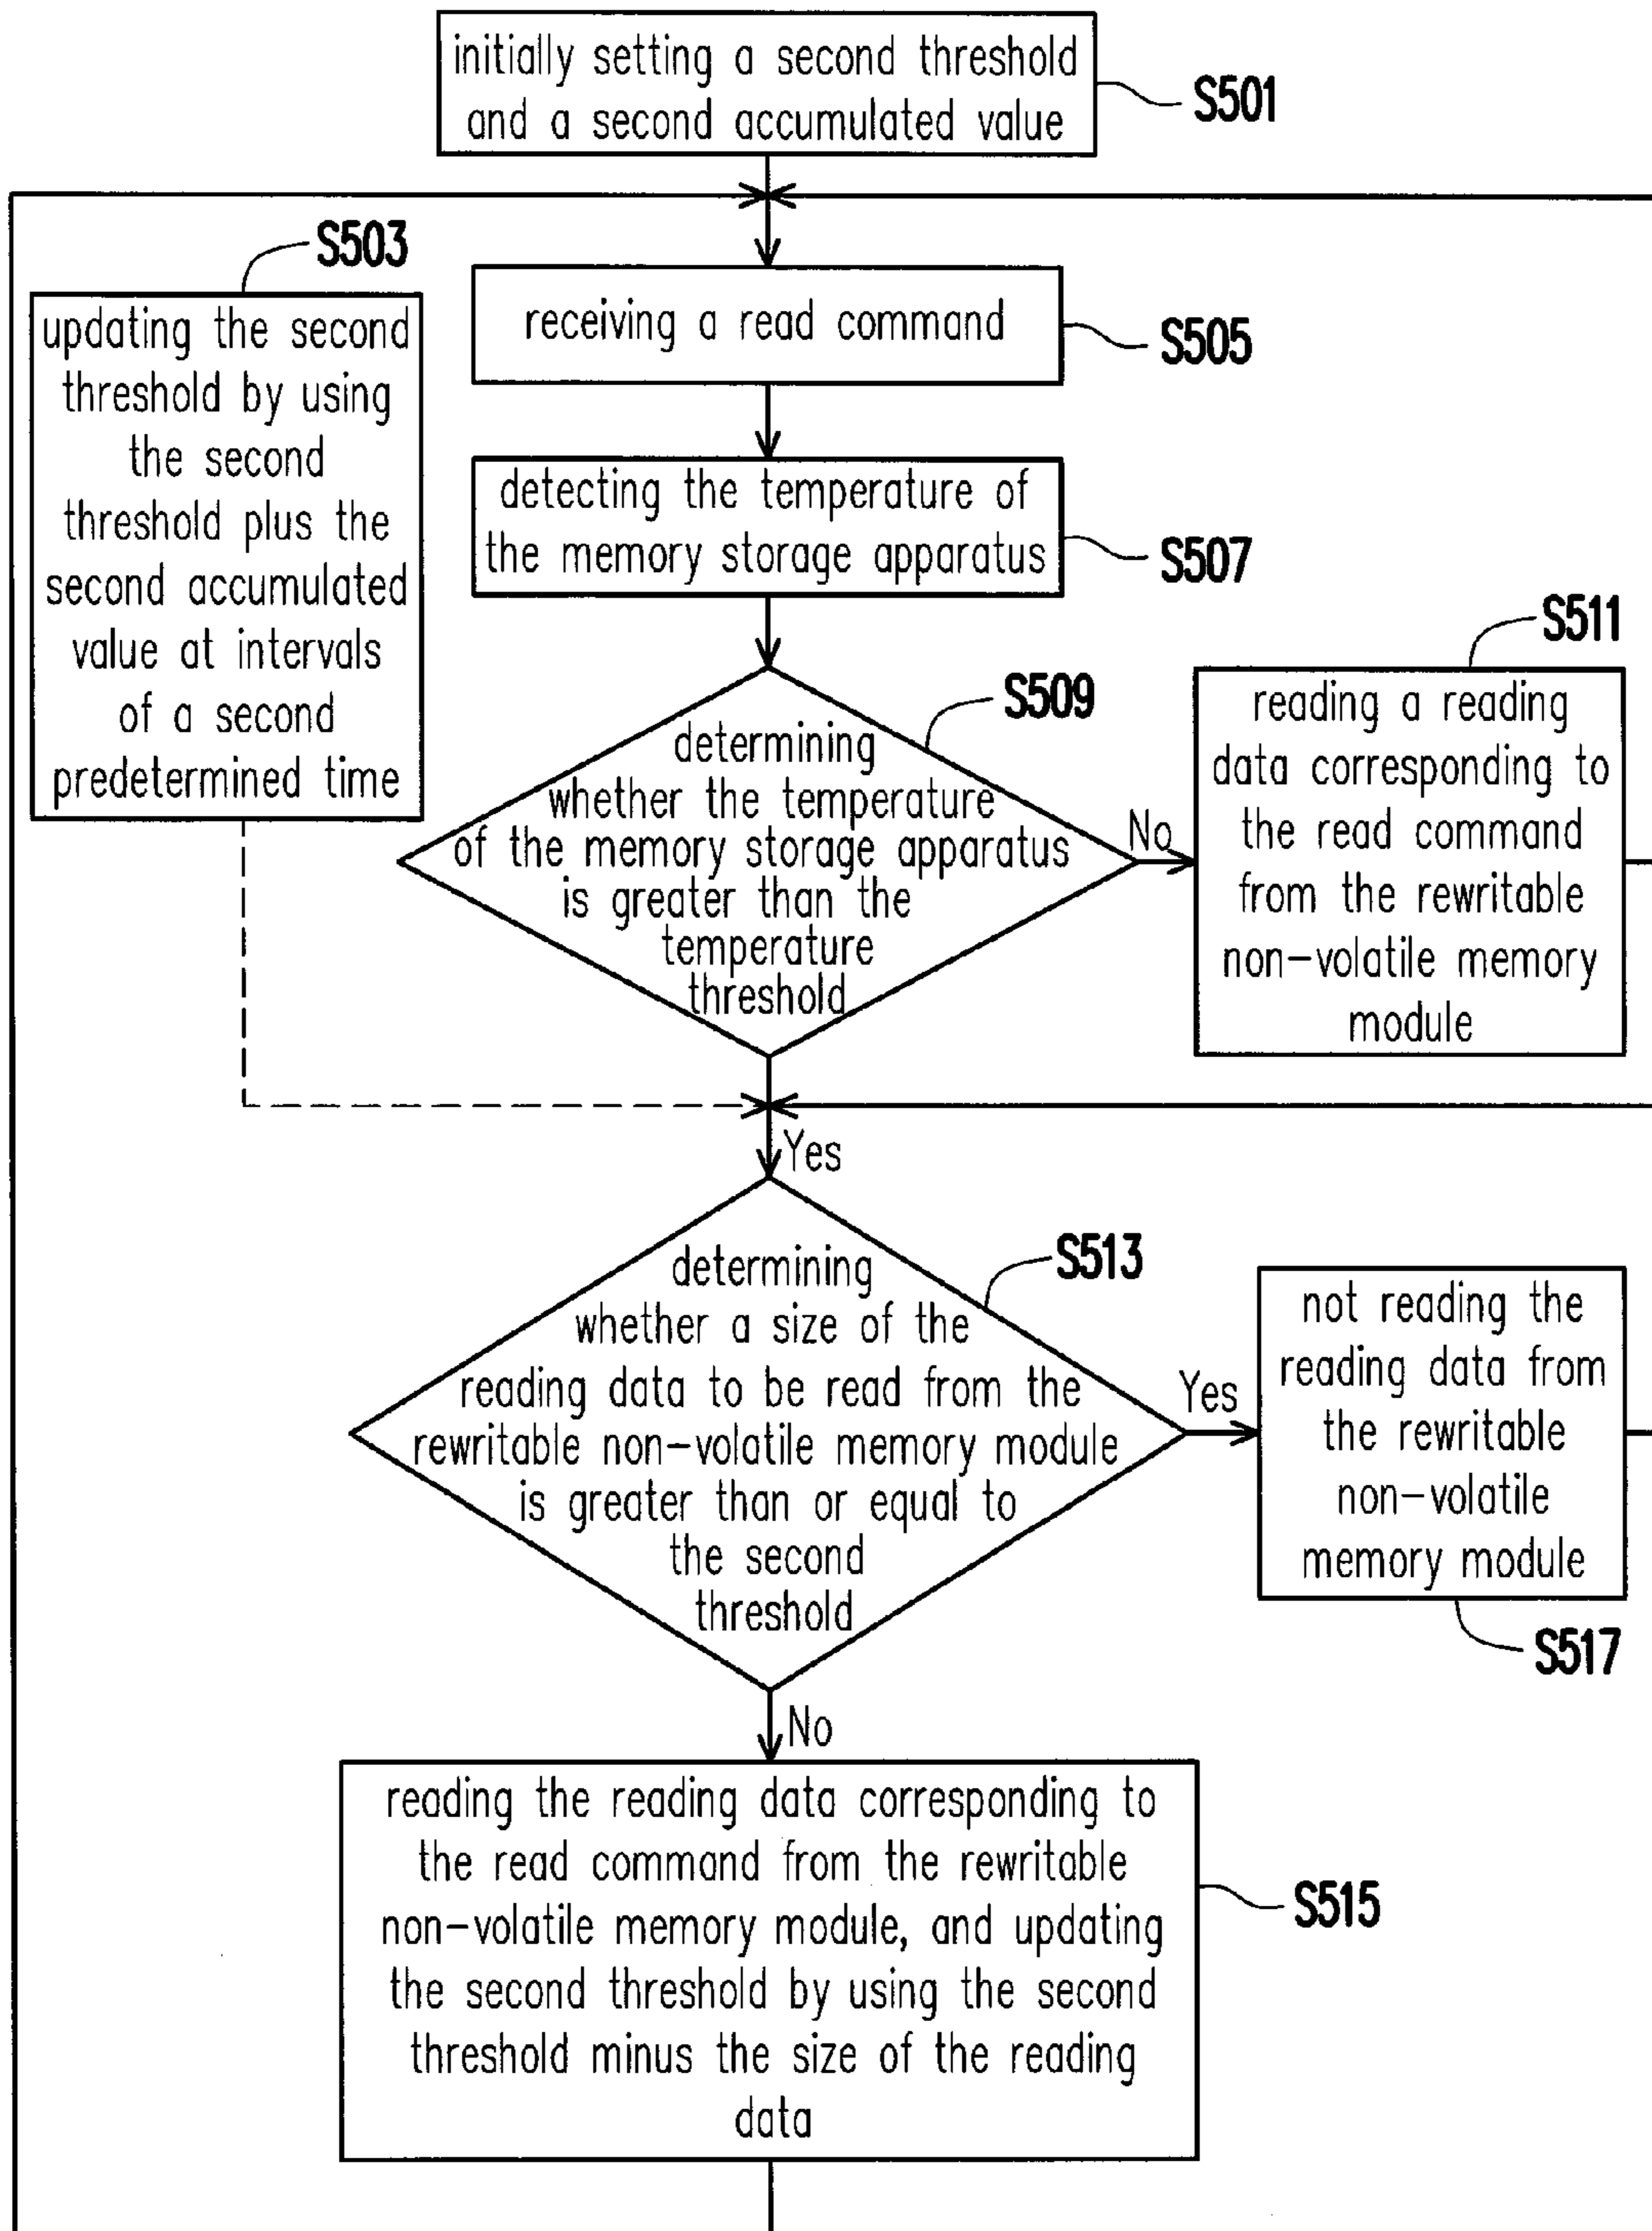 initially setting a second threshold
and a second accumulated value
S501
S503
updating the second
threshold by using
the second
threshold plus the
second accumulated
value at intervals
of a second
predetermined time
receiving a read command
S505
detecting the temperature of
the memory storage apparatus
S507
S509
determining
whether the temperature
of the memory storage apparatus
is greater than the
temperature
threshold
No
S511
reading a reading
data corresponding to
the read command
from the rewritable
non-volatile memory
module
Yes
S513
determining
whether a size of the
reading data to be read from the
rewritable non-volatile memory module
is greater than or equal to
the second
threshold
Yes
not reading the
reading data from
the rewritable
non-volatile
memory module
S517
No
reading the reading data corresponding to
the read command from the rewritable
non-volatile memory module, and updating
the second threshold by using the second
threshold minus the size of the reading
data
S515